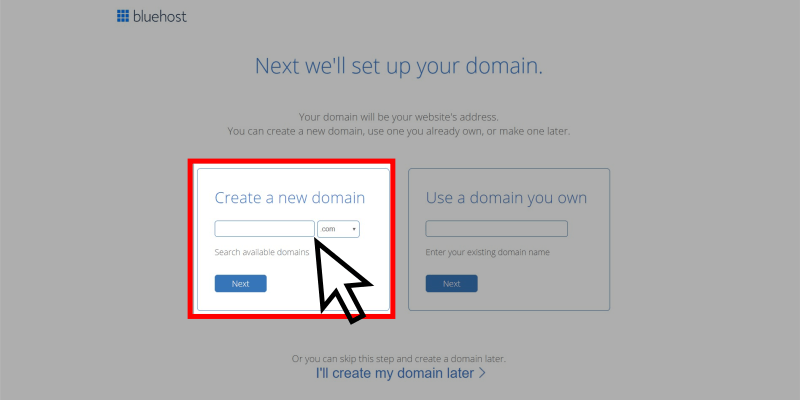 bluehost
Next we'll set up your domain.
Your domain will be your website's address.
You can create a new domain, use one you already own, or make one later.
Create a new domain
com
Search available domains
Next
Use a domain you own
Enter your existing domain name
Next
Or you can skip this step and create a domain later.
I'll create my domain later >